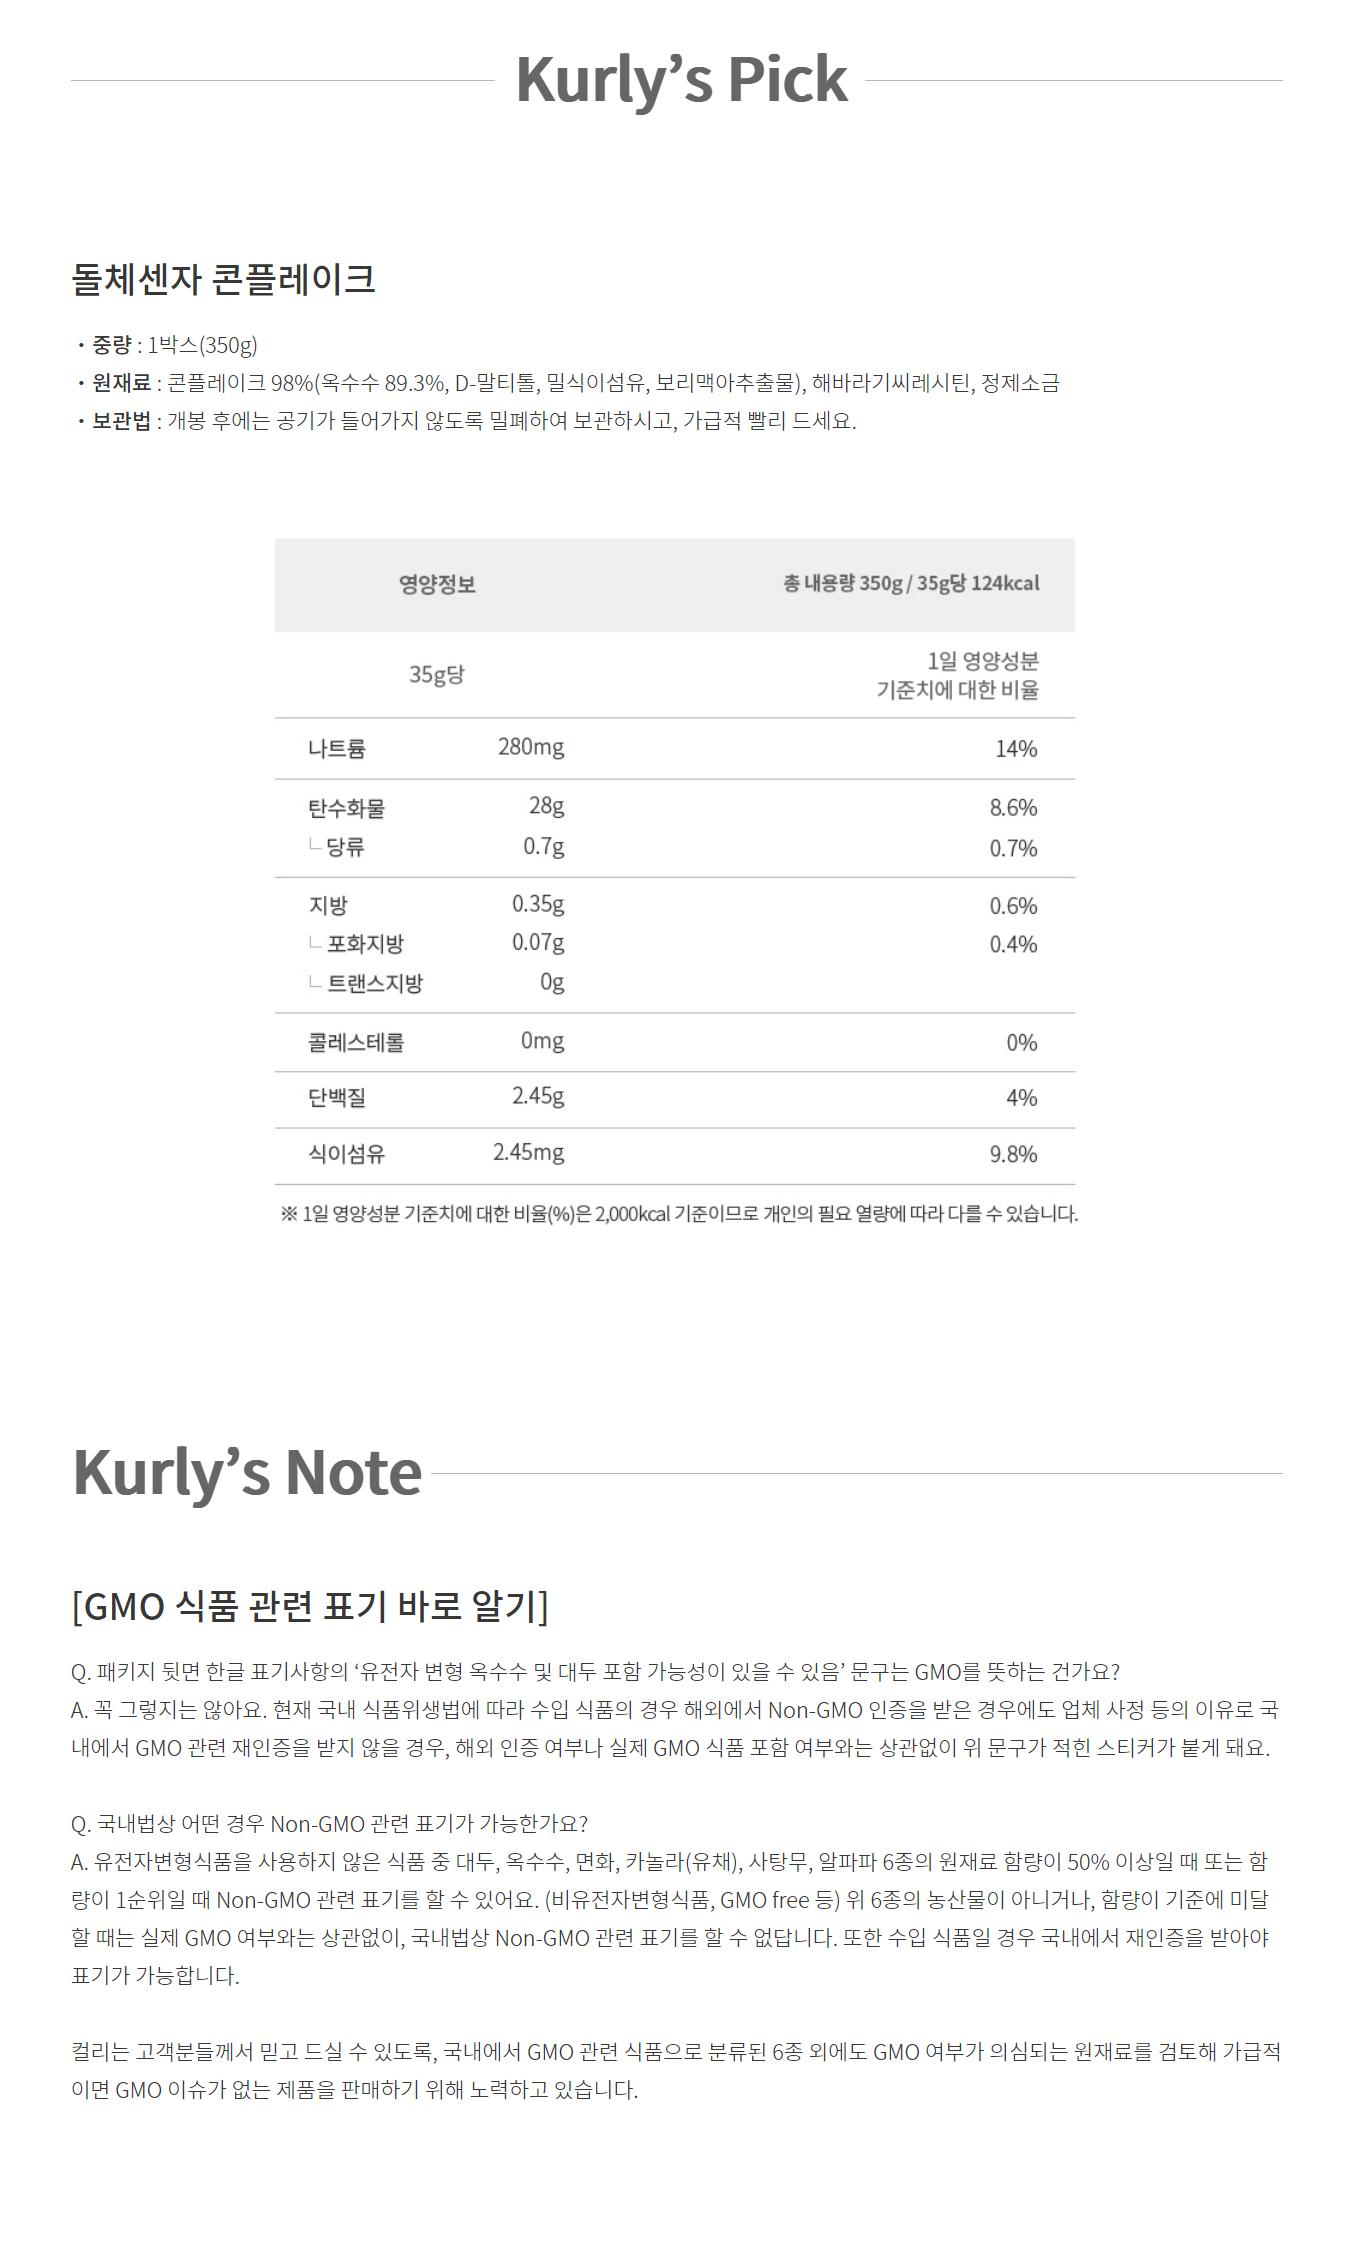 Kurly’s Pick
돌체센자 콘플레이크
· 중량 : 1박스(350g)
· 원재료 : 콘플레이크 98%(옥수수 89.3%, D-말티톨, 밀식이섬유, 보리맥아추출물), 해바라기씨레시틴, 정제소금
· 보관법 : 개봉 후에는 공기가 들어가지 않도록 밀폐하여 보관하시고, 가급적 빨리 드세요.
영양정보 총 내용량 350g / 35g당 124kcal
35g당 1일 영양성분
기준치에 대한 비율
나트륨 280mg 14%
탄수화물 28g 8.6%
└ 당류 0.7g 0.7%
지방 0.35g 0.6%
└ 포화지방 0.07g 0.4%
└ 트랜스지방 0g
콜레스테롤 0mg 0%
단백질 2.45g 4%
식이섬유 2.45mg 9.8%
※ 1일 영양성분 기준치에 대한 비율(%)은 2,000kcal 기준이므로 개인의 필요 열량에 따라 다를 수 있습니다.
Kurly’s Note
[GMO 식품 관련 표기 바로 알기]
Q. 패키지 뒷면 한글 표기사항의 ‘유전자 변형 옥수수 및 대두 포함 가능성이 있을 수 있음’ 문구는 GMO를 뜻하는 건가요?
A. 꼭 그렇지는 않아요. 현재 국내 식품위생법에 따라 수입 식품의 경우 해외에서 Non-GMO 인증을 받은 경우에도 업체 사정 등의 이유로 국
내에서 GMO 관련 재인증을 받지 않을 경우, 해외 인증 여부나 실제 GMO 식품 포함 여부와는 상관없이 위 문구가 적힌 스티커가 붙게 돼요.
Q. 국내법상 어떤 경우 Non-GMO 관련 표기가 가능한가요?
A. 유전자변형식품을 사용하지 않은 식품 중 대두, 옥수수, 면화, 카놀라(유채), 사탕무, 알파파 6종의 원재료 함량이 50% 이상일 때 또는 함
량이 1순위일 때 Non-GMO 관련 표기를 할 수 있어요. (비유전자변형식품, GMO free 등) 위 6종의 농산물이 아니거나, 함량이 기준에 미달
할 때는 실제 GMO 여부와는 상관없이, 국내법상 Non-GMO 관련 표기를 할 수 없답니다. 또한 수입 식품일 경우 국내에서 재인증을 받아야
표기가 가능합니다.
컬리는 고객분들께서 믿고 드실 수 있도록, 국내에서 GMO 관련 식품으로 분류된 6종 외에도 GMO 여부가 의심되는 원재료를 검토해 가급적
이면 GMO 이슈가 없는 제품을 판매하기 위해 노력하고 있습니다.